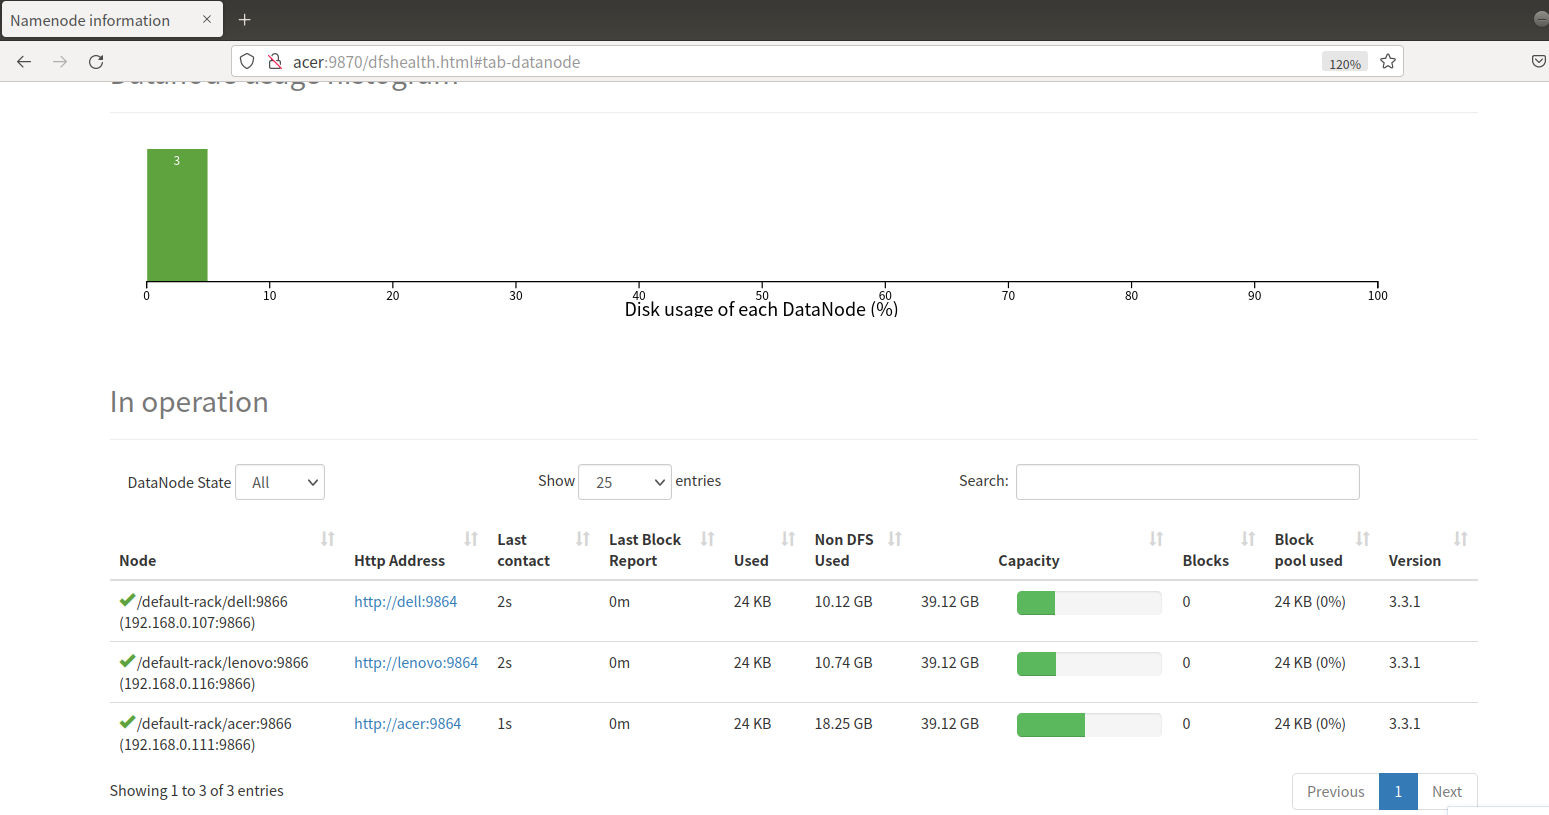 Namenode information
acer:9870/dfshealth.html#tab-datanode 120%
Datanode usage histogram
3
0 10 20 30 40 50 60 70 80 90 100
Disk usage of each DataNode (%)
In operation
DataNode State All Show 25 entries Search:
Node Http Address Last contact Last Block Report Used Non DFS Used Capacity Blocks Block pool used Version
/default-rack/dell:9866 http://dell:9864 2s 0m 24 KB 10.12 GB 39.12 GB 0 24 KB (0%) 3.3.1
(192.168.0.107:9866)
/default-rack/lenovo:9866 http://lenovo:9864 2s 0m 24 KB 10.74 GB 39.12 GB 0 24 KB (0%) 3.3.1
(192.168.0.116:9866)
/default-rack/acer:9866 http://acer:9864 1s 0m 24 KB 18.25 GB 39.12 GB 0 24 KB (0%) 3.3.1
(192.168.0.111:9866)
Showing 1 to 3 of 3 entries Previous 1 Next